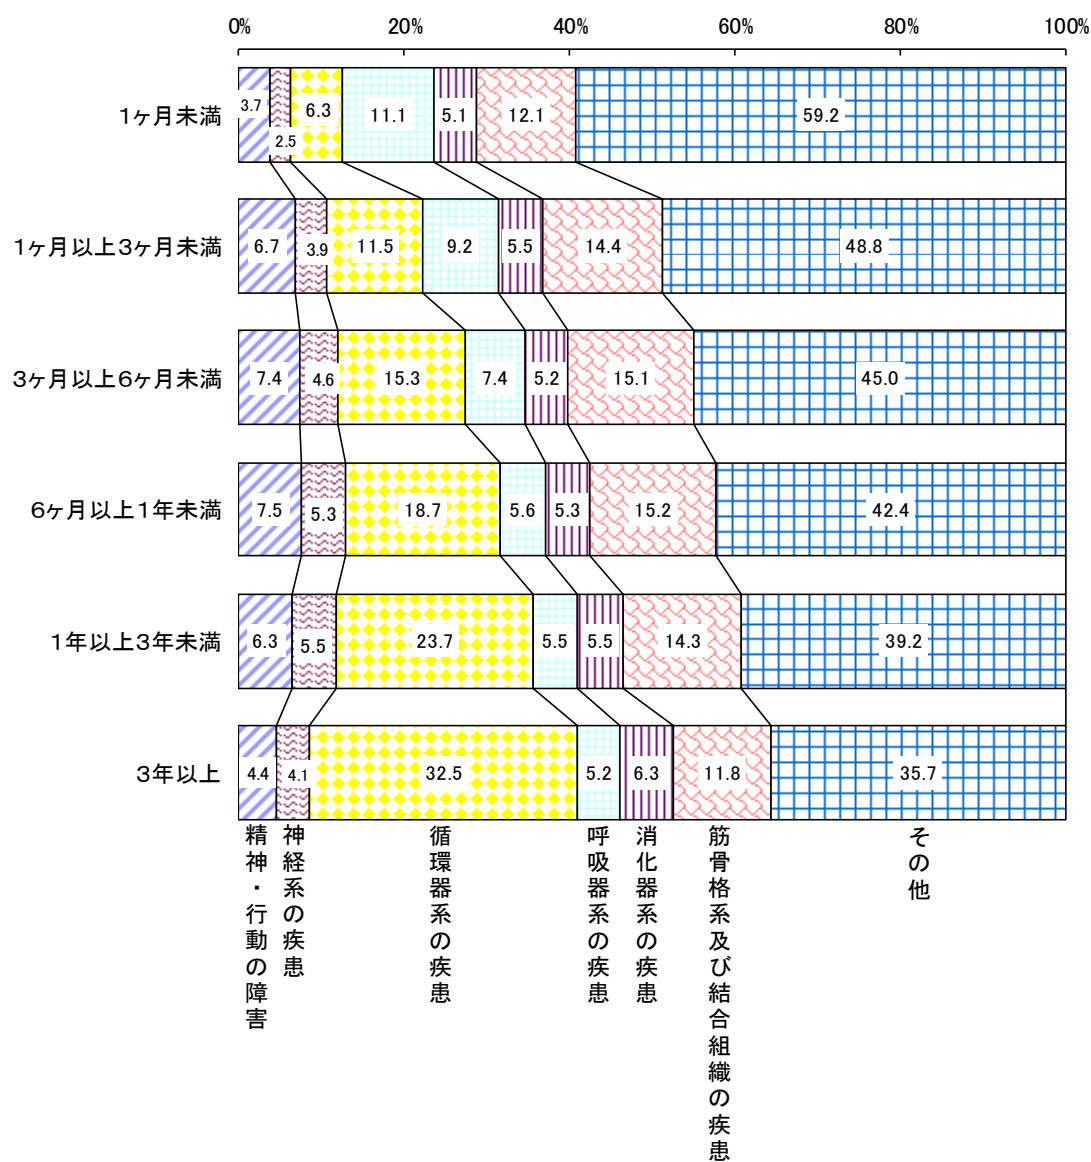 0% 20% 40% 60% 80% 100%
1ヶ月未満 3.7 2.5 6.3 11.1 5.1 12.1 59.2
1ヶ月以上3ヶ月未満 6.7 3.9 11.5 9.2 5.5 14.4 48.8
3ヶ月以上6ヶ月未満 7.4 4.6 15.3 7.4 5.2 15.1 45.0
6ヶ月以上1年未満 7.5 5.3 18.7 5.6 5.3 15.2 42.4
1年以上3年未満 6.3 5.5 23.7 5.5 5.5 14.3 39.2
3年以上 4.4 4.1 32.5 5.2 6.3 11.8 35.7
精神・行動の障害
神経系の疾患
循環器系の疾患
呼吸器系の疾患
消化器系の疾患
筋骨格系及び結合組織の疾患
その他